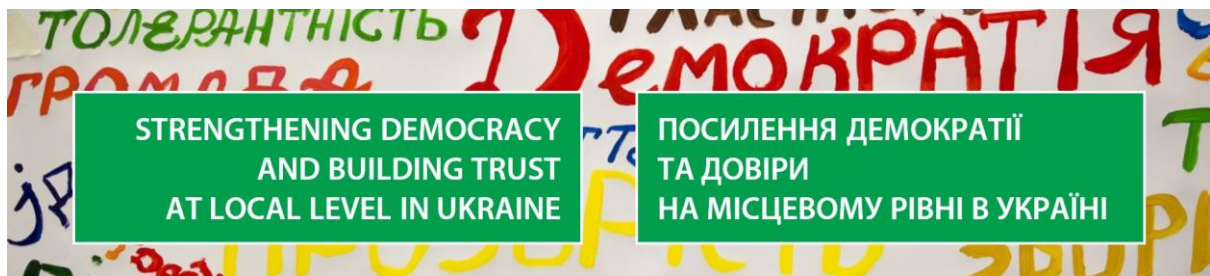 ТОЛЕРАНТНІСТЬ
ДЕМОКРАТІЯ
ГРОМАДА
STRENGTHENING DEMOCRACY
AND BUILDING TRUST
AT LOCAL LEVEL IN UKRAINE
ПОСИЛЕННЯ ДЕМОКРАТІЇ
ТА ДОВІРИ
НА МІСЦЕВОМУ РІВНІ В УКРАЇНІ